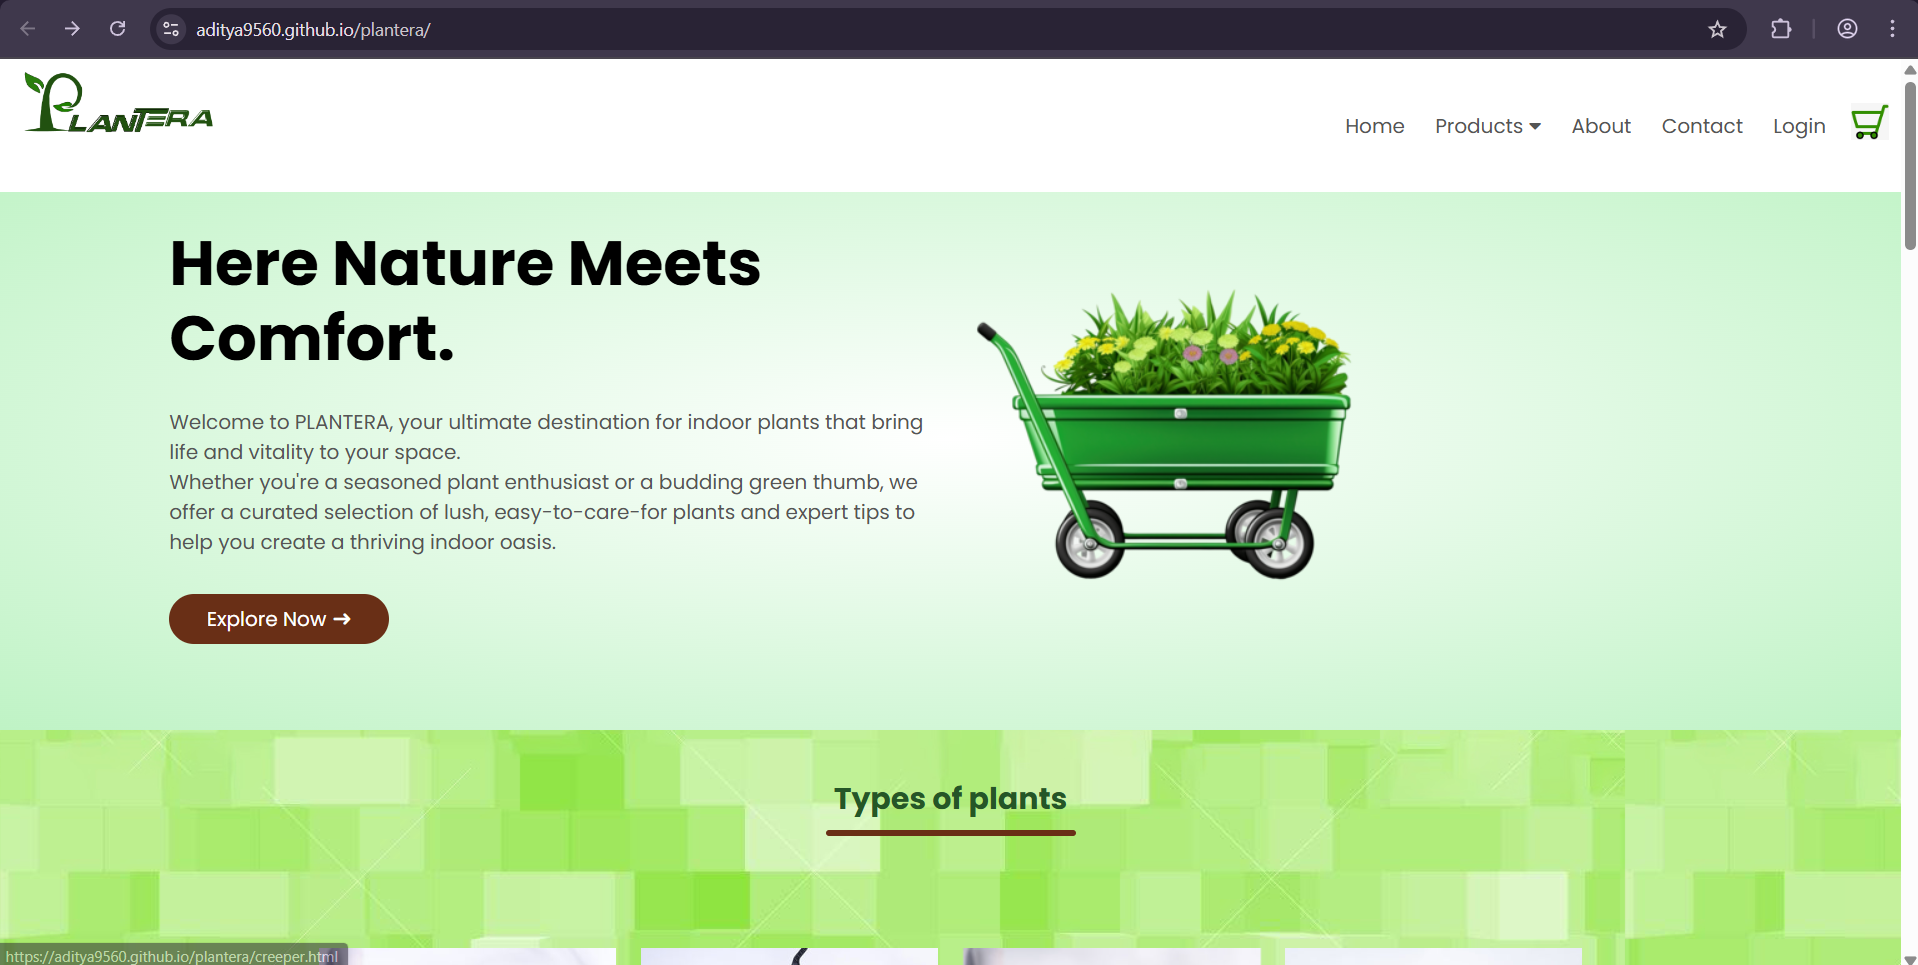 aditya9560.github.io/plantera/
PLANTERA
Home Products About Contact Login
Here Nature Meets
Comfort.
Welcome to PLANTERA, your ultimate destination for indoor plants that bring
life and vitality to your space.
Whether you're a seasoned plant enthusiast or a budding green thumb, we
offer a curated selection of lush, easy-to-care-for plants and expert tips to
help you create a thriving indoor oasis.
Explore Now →
Types of plants
https://aditya9560.github.io/plantera/creeper.html